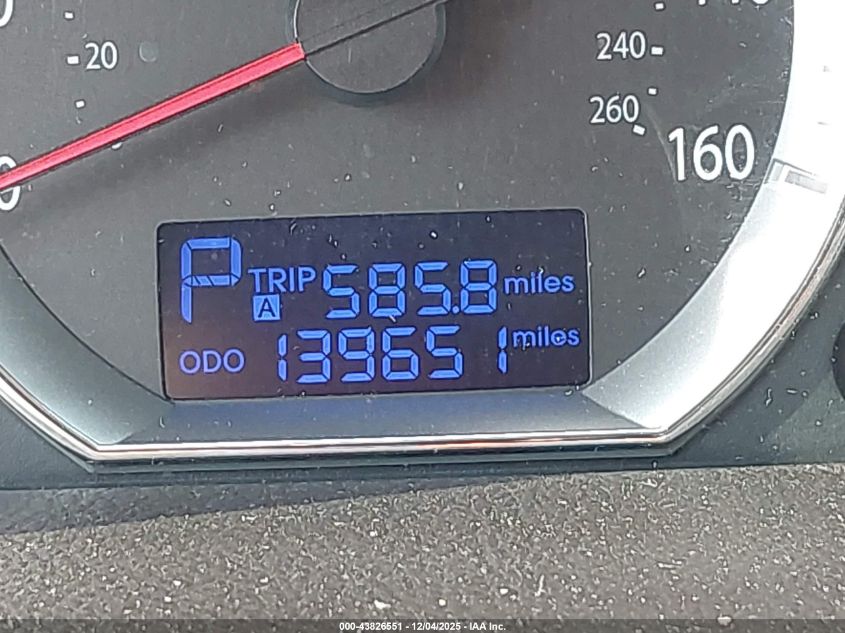 20
240
260
160
P TRIP 585.8 miles
A
ODO 139651 miles
000-43826551 - 12/04/2025 - IAA Inc.